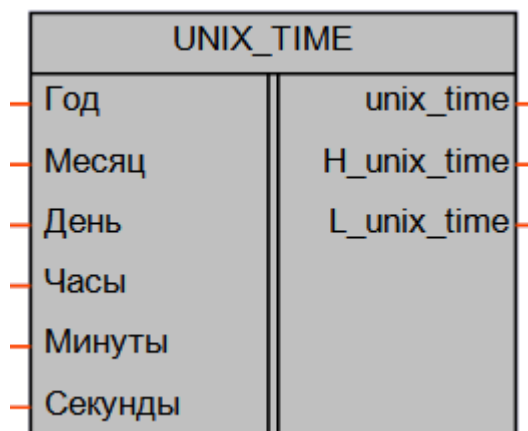 UNIX_TIME
Год unix_time
Месяц H_unix_time
День L_unix_time
Часы
Минуты
Секунды